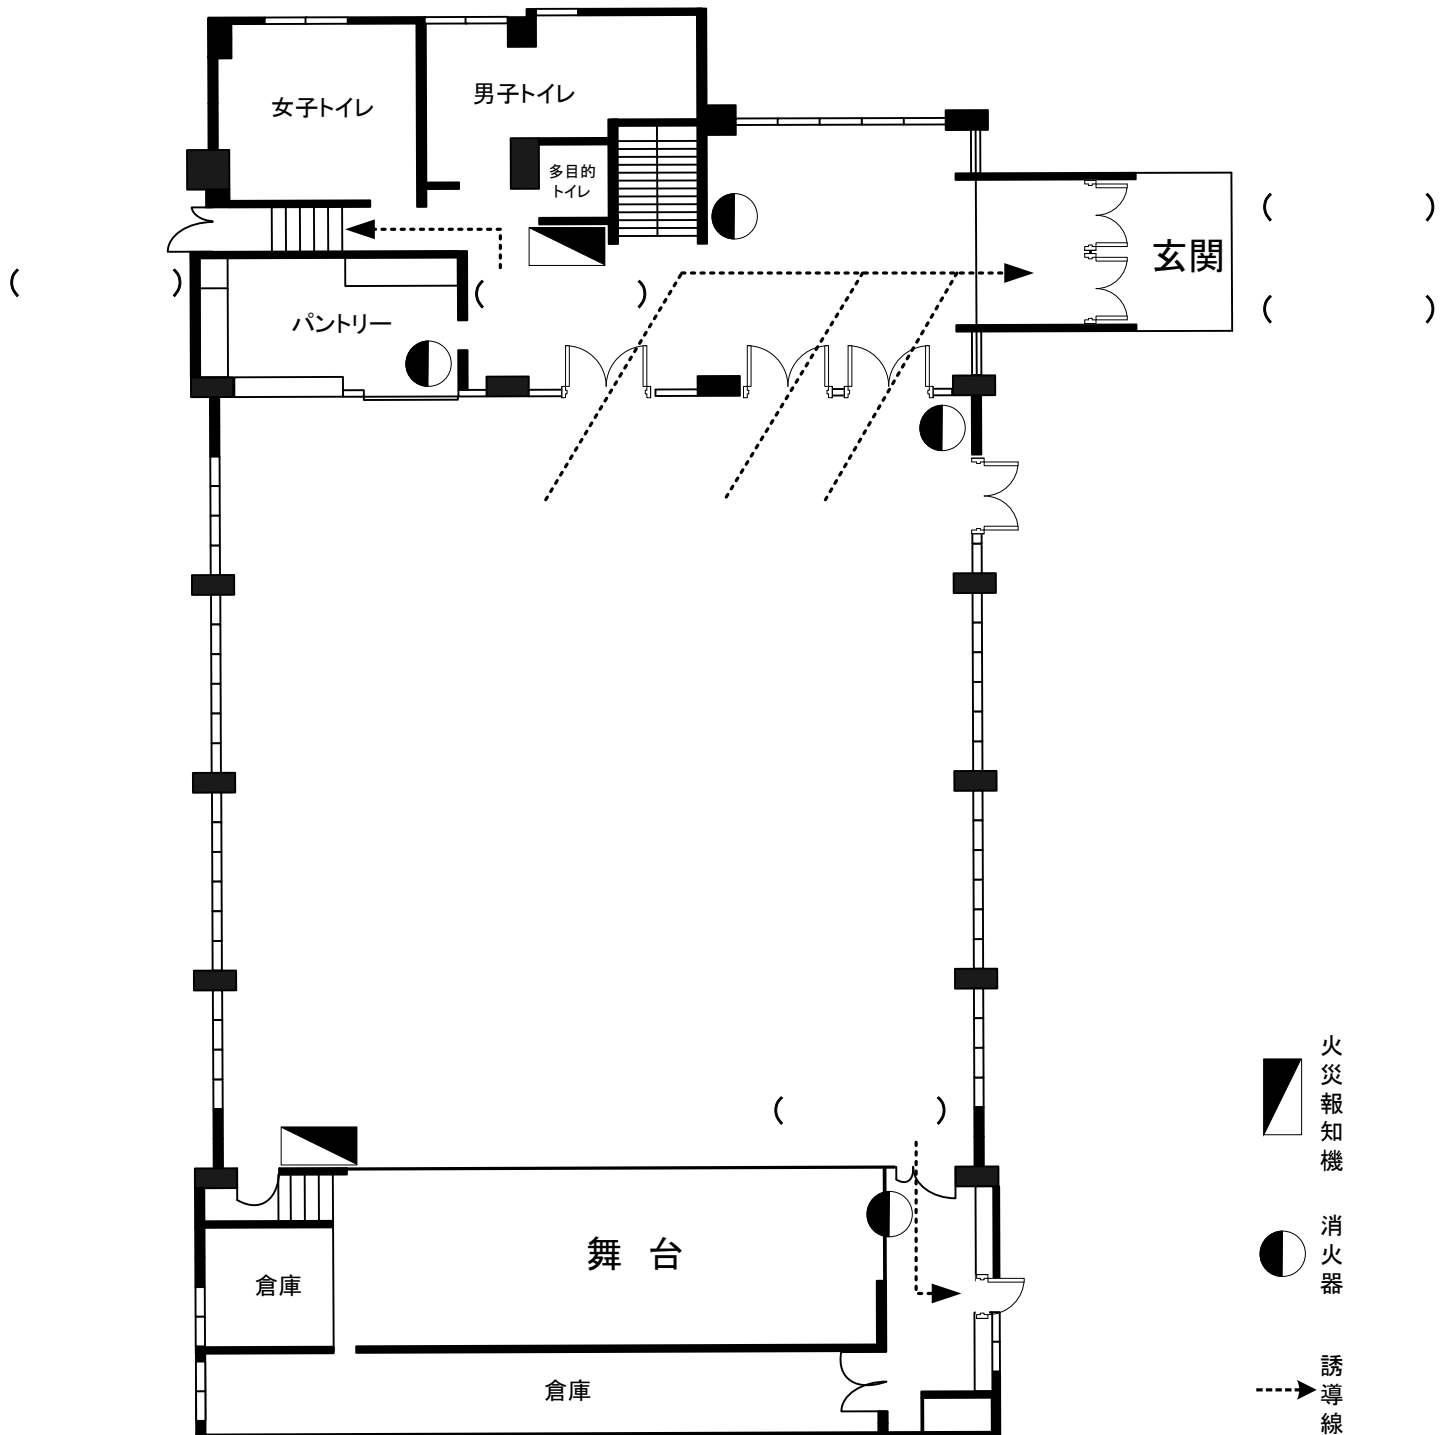 女子トイレ
男子トイレ
多目的
トイレ
玄関
(　　　)
(　　　)
(　　　)
(　　　)
パントリー
(　　　)
舞 台
倉庫
倉庫
火災報知機
消火器
誘導線